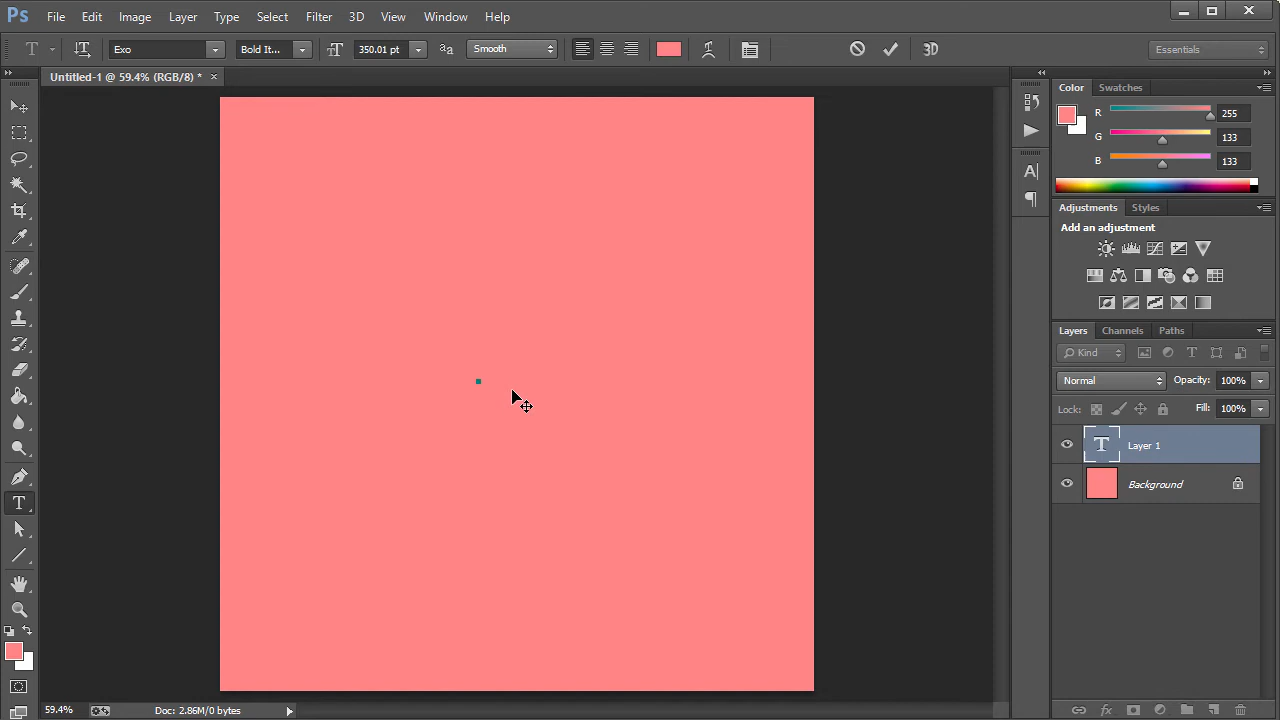 Ps File Edit Image Layer Type Select Filter 3D View Window Help
T Exo Bold It... 350.01 pt Smooth 3D Essentials
Untitled-1 @ 59.4% (RGB/8) * ×
Color Swatches
R 255
G 133
B 133
Adjustments Styles
Add an adjustment
Layers Channels Paths
Kind
Normal Opacity: 100%
Lock: Fill: 100%
T Layer 1
Background
59.4% Doc: 2.86M/0 bytes